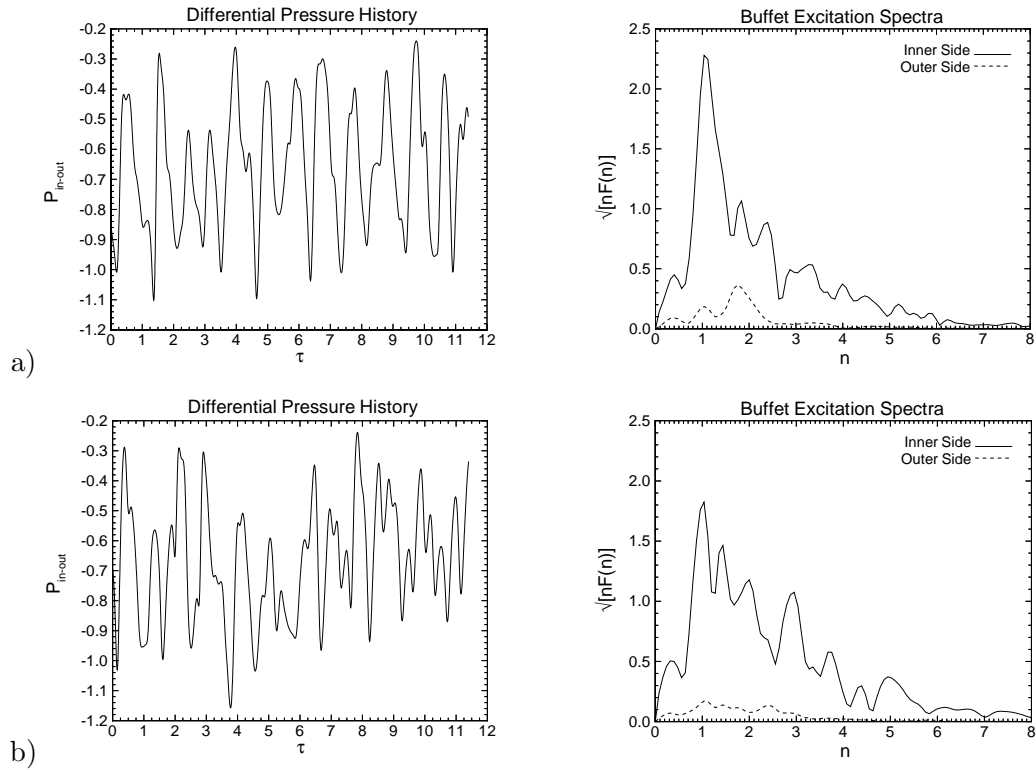 Differential Pressure History
-0.2
-0.3
-0.4
-0.5
-0.6
-0.7
-0.8
-0.9
-1.0
-1.1
-1.2
P in-out
0 1 2 3 4 5 6 7 8 9 10 11 12
τ
a)
Buffet Excitation Spectra
Inner Side
Outer Side
2.5
2.0
1.5
1.0
0.5
0.0
√[nF(n)]
0 1 2 3 4 5 6 7 8
n
Differential Pressure History
-0.2
-0.3
-0.4
-0.5
-0.6
-0.7
-0.8
-0.9
-1.0
-1.1
-1.2
P in-out
0 1 2 3 4 5 6 7 8 9 10 11 12
τ
b)
Buffet Excitation Spectra
Inner Side
Outer Side
2.5
2.0
1.5
1.0
0.5
0.0
√[nF(n)]
0 1 2 3 4 5 6 7 8
n